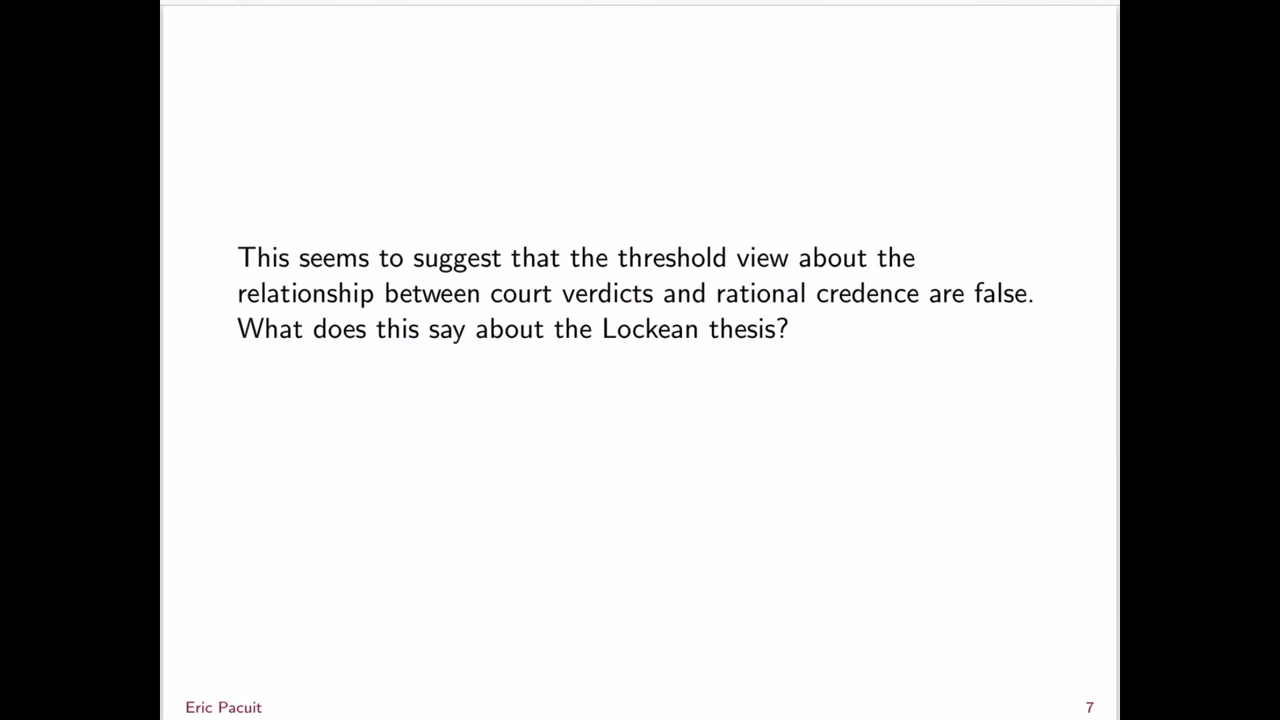 This seems to suggest that the threshold view about the
relationship between court verdicts and rational credence are false.
What does this say about the Lockean thesis?
Eric Pacuit
7